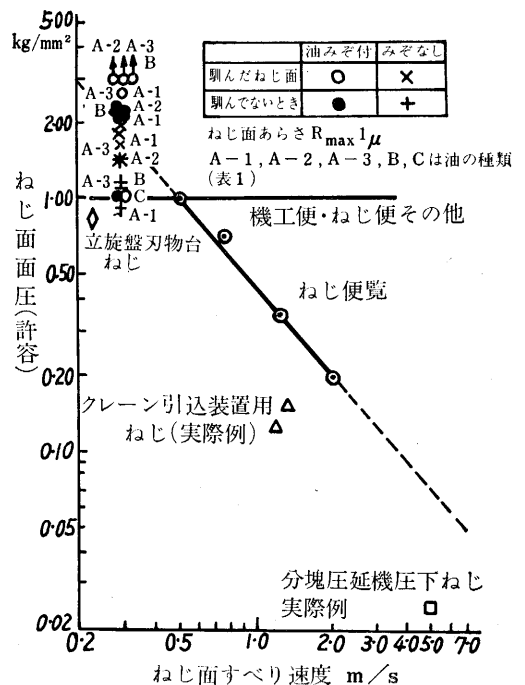 5·00
kg/mm²
A-2 A-3
B
A-3
A-1
A-2
B
A-1
2·00
A-3
A-1
A-2
A-3
B
C
A-1
1·00
油みぞ付 みぞなし
馴んだねじ面 ○ ×
馴んでないとき ● +
ねじ面あらさ Rmax 1μ
A-1, A-2, A-3, B, Cは油の種類
(表1)
機工便・ねじ便その他
立旋盤刃物台
ねじ
ねじ便覧
0·50
0·20
クレーン引込装置用
ねじ(実際例)
0·10
0·05
分塊圧延機圧下ねじ
実際例
0·02
0·2 0·5 1·0 2·0 3·0 4·0 5·0 7·0
ねじ面面圧(許容)
ねじ面すべり速度 m/s